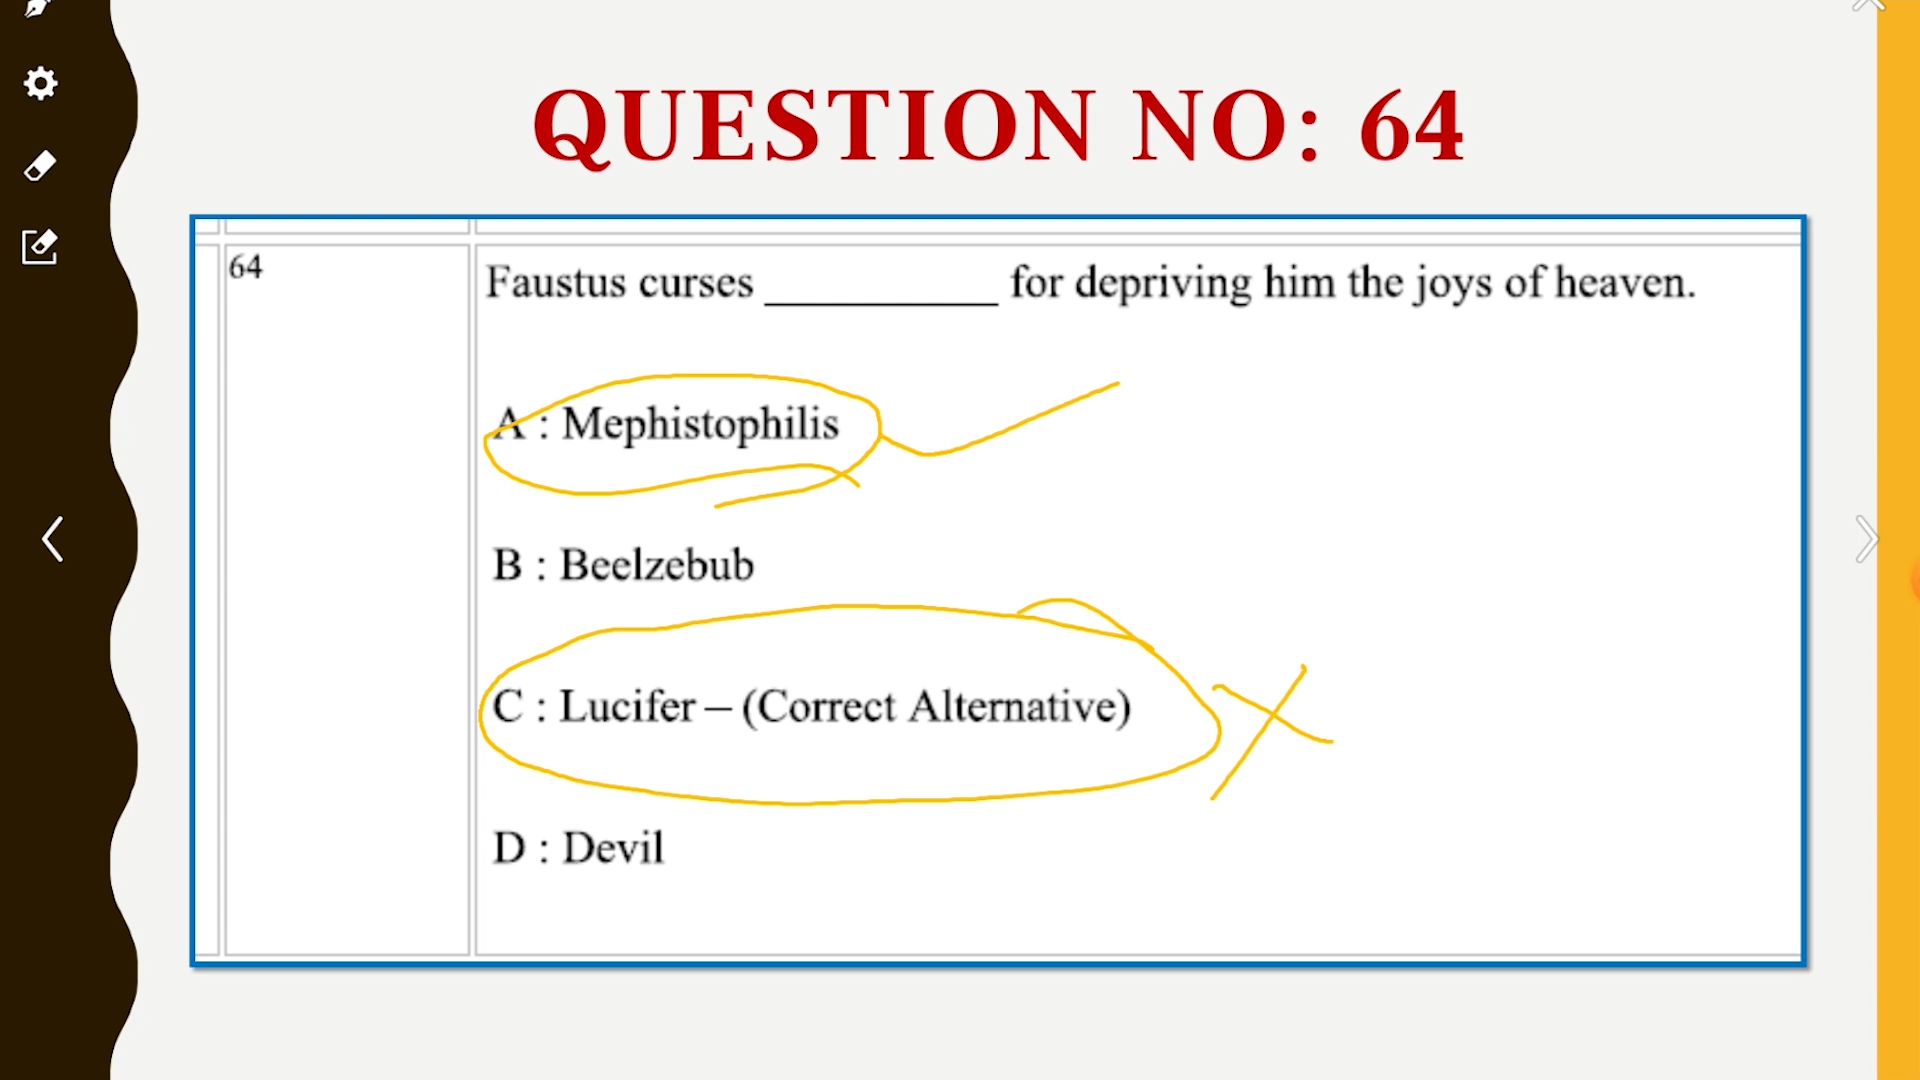 QUESTION NO: 64
64
Faustus curses __________ for depriving him the joys of heaven.
A : Mephistophilis
B : Beelzebub
C : Lucifer – (Correct Alternative)
D : Devil